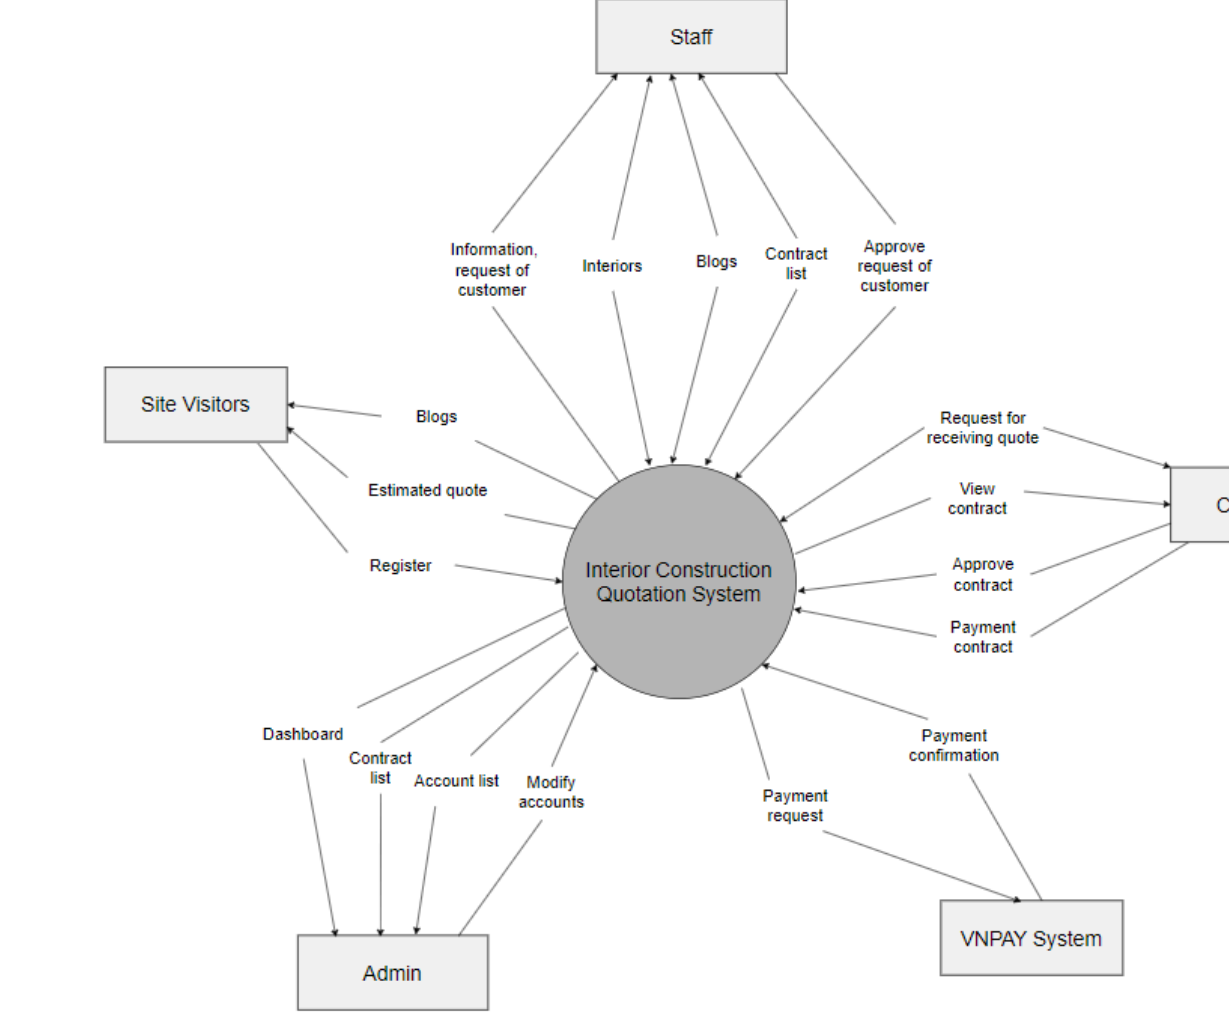 Staff
Information,
request of
customer
Interiors
Blogs
Contract
list
Approve
request of
customer
Site Visitors
Blogs
Estimated quote
Register
Request for
receiving quote
View
contract
C
Approve
contract
Payment
contract
Interior Construction
Quotation System
Dashboard
Contract
list
Account list
Modify
accounts
Payment
confirmation
Payment
request
Admin
VNPAY System